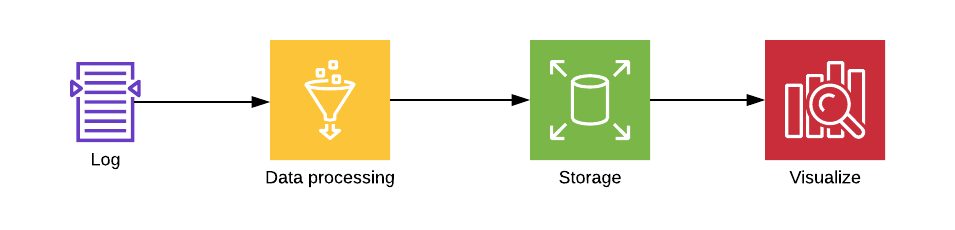 Log
Data processing
Storage
Visualize